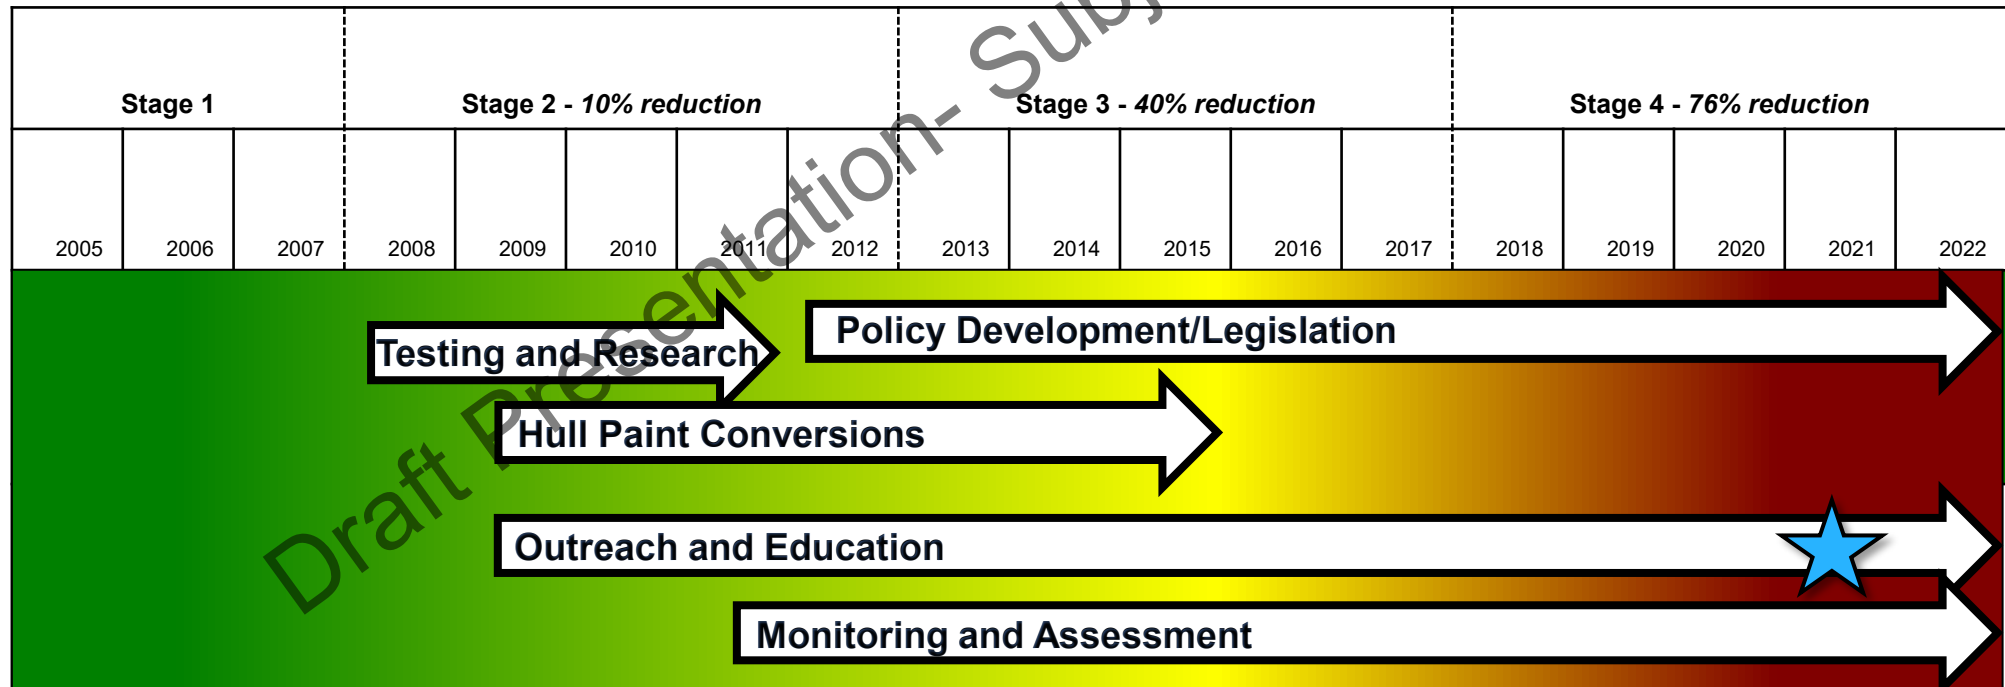 Stage 1
Stage 2 - 10% reduction
Stage 3 - 40% reduction
Stage 4 - 76% reduction
2005 2006 2007 2008 2009 2010 2011 2012 2013 2014 2015 2016 2017 2018 2019 2020 2021 2022
Policy Development/Legislation
Testing and Research
Hull Paint Conversions
Outreach and Education
Monitoring and Assessment
Draft Presentation- Subj